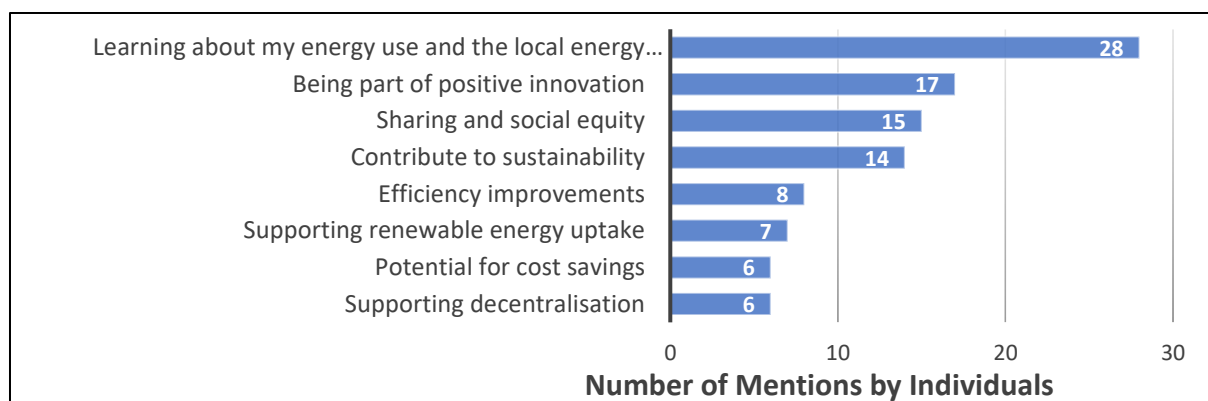 Learning about my energy use and the local energy... 28
Being part of positive innovation 17
Sharing and social equity 15
Contribute to sustainability 14
Efficiency improvements 8
Supporting renewable energy uptake 7
Potential for cost savings 6
Supporting decentralisation 6
0 10 20 30
Number of Mentions by Individuals